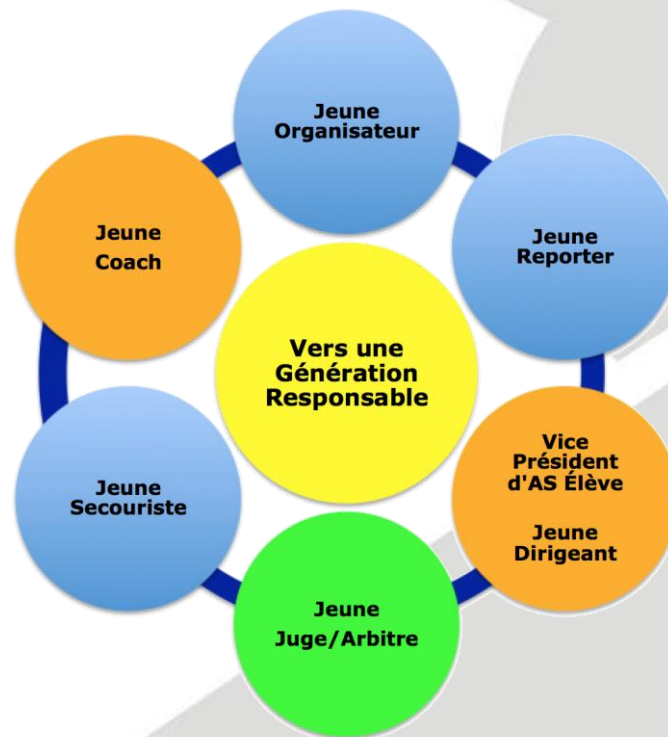 Jeune
Organisateur
Jeune
Reporter
Vice
Président
d'AS Élève
Jeune
Dirigeant
Jeune
Juge/Arbitre
Jeune
Secouriste
Jeune
Coach
Vers une
Génération
Responsable